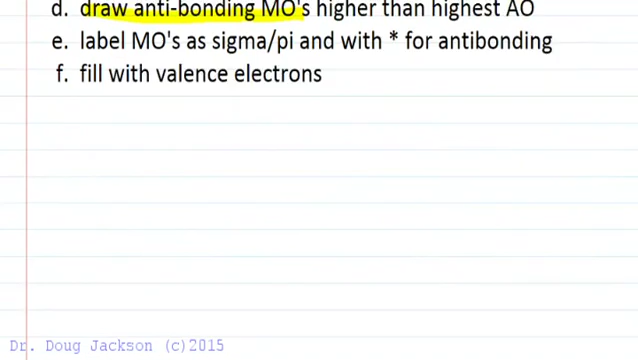 d. draw anti-bonding MO's higher than highest AO
e. label MO's as sigma/pi and with * for antibonding
f. fill with valence electrons
Dr. Doug Jackson (c)2015